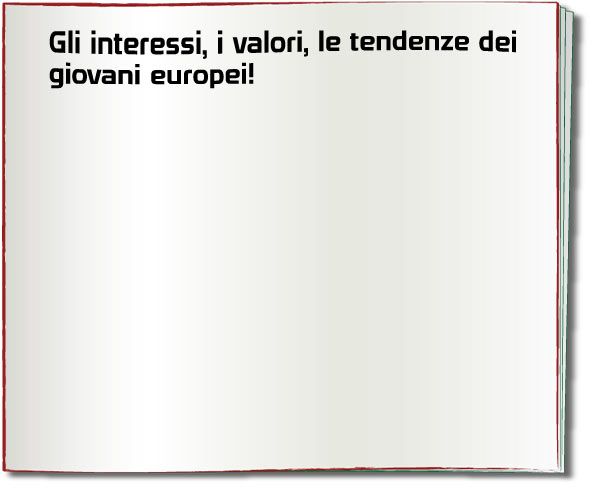 Gli interessi, i valori, le tendenze dei
giovani europei!